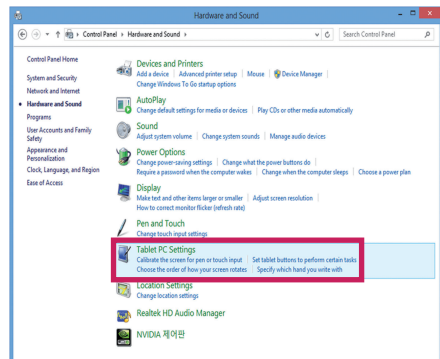 Hardware and Sound
Control Panel > Hardware and Sound >
Search Control Panel
Control Panel Home
System and Security
Network and Internet
Hardware and Sound
Programs
User Accounts and Family
Safety
Appearance and
Personalization
Clock, Language, and Region
Ease of Access
Devices and Printers
Add a device | Advanced printer setup | Mouse | Device Manager |
Change Windows To Go startup options
AutoPlay
Change default settings for media or devices | Play CDs or other media automatically
Sound
Adjust system volume | Change system sounds | Manage audio devices
Power Options
Change power-saving settings | Change what the power buttons do |
Require a password when the computer wakes | Change when the computer sleeps | Choose a power plan
Display
Make text and other items larger or smaller | Adjust screen resolution |
How to correct monitor flicker (refresh rate)
Pen and Touch
Change touch input settings
Tablet PC Settings
Calibrate the screen for pen or touch input | Set tablet buttons to perform certain tasks
Choose the order of how your screen rotates | Specify which hand you write with
Location Settings
Change location settings
Realtek HD Audio Manager
NVIDIA 제어판